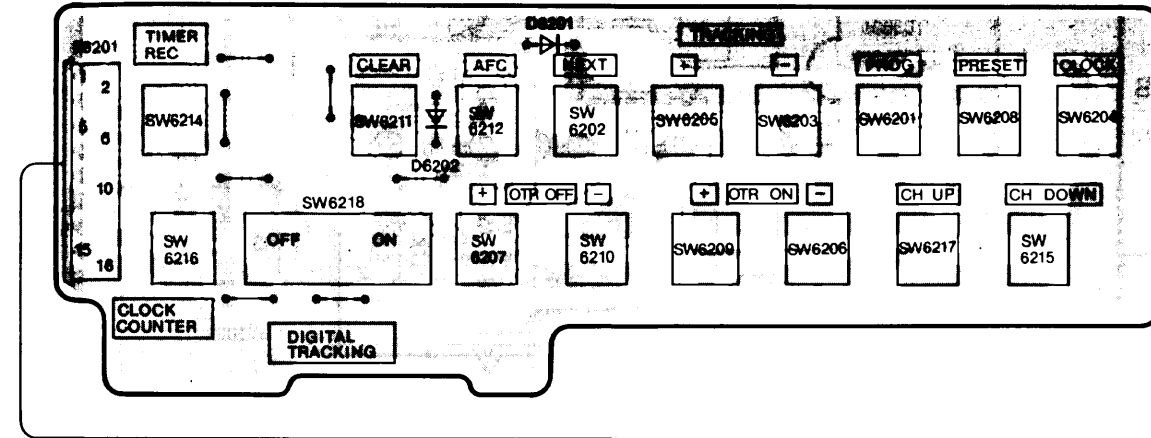 D6201
TIMER
REC
TRACKING
6201
CLEAR
AFC
NEXT
+
−
PROG
PRESET
CLOCK
1
2
5
6
10
15
16
SW6214
SW6211
SW
6212
SW
6202
SW6205
SW6203
SW6201
SW6208
SW6204
D6202
SW6218
+
OTR OFF
−
+
OTR ON
−
CH UP
CH DOWN
SW
6216
OFF
ON
SW
6207
SW
6210
SW6209
SW6206
SW6217
SW
6215
CLOCK
COUNTER
DIGITAL
TRACKING